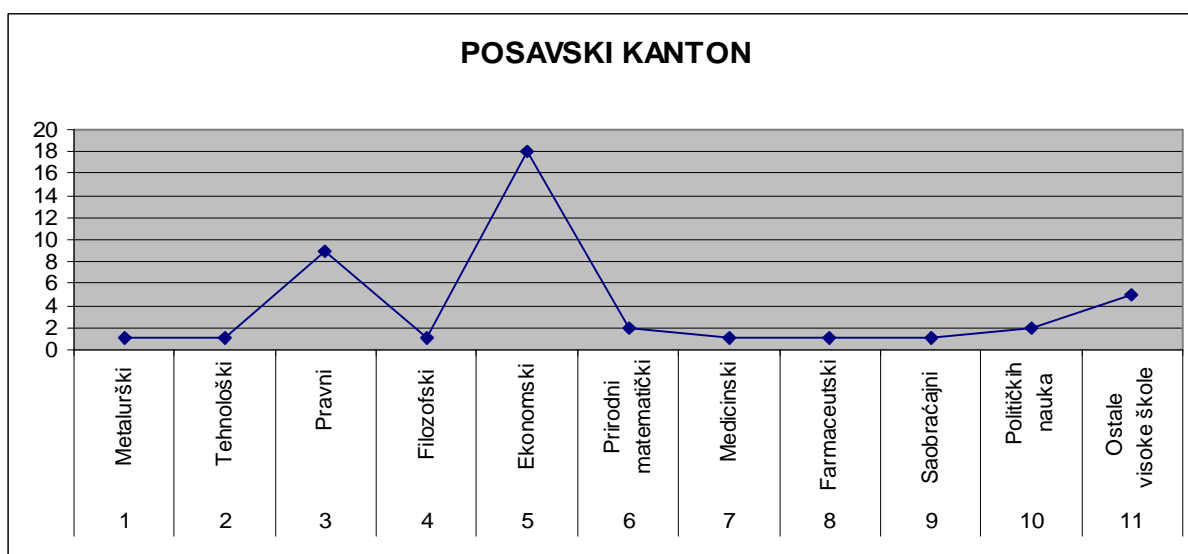 POSAVSKI KANTON
20
18
16
14
12
10
8
6
4
2
0
Metalurški
Tehnološki
Pravni
Filozofski
Ekonomski
Prirodni
matematički
Medicinski
Farmaceutski
Saobraćajni
Političkih
nauka
Ostale
visoke škole
1 2 3 4 5 6 7 8 9 10 11